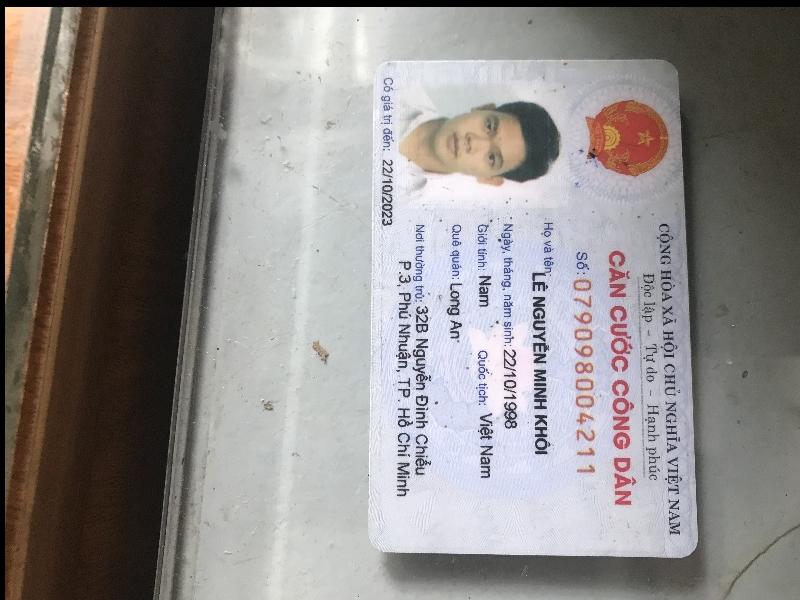 CỘNG HÒA XÃ HỘI CHỦ NGHĨA VIỆT NAM
Độc lập - Tự do - Hạnh phúc
CĂN CƯỚC CÔNG DÂN
Số: 079098004211
Họ và tên: LÊ NGUYỄN MINH KHÔI
Ngày, tháng, năm sinh: 22/10/1998
Giới tính: Nam Quốc tịch: Việt Nam
Quê quán: Long An
Nơi thường trú: 32B Nguyễn Đình Chiểu
P.3, Phú Nhuận, TP. Hồ Chí Minh
Có giá trị đến: 22/10/2023